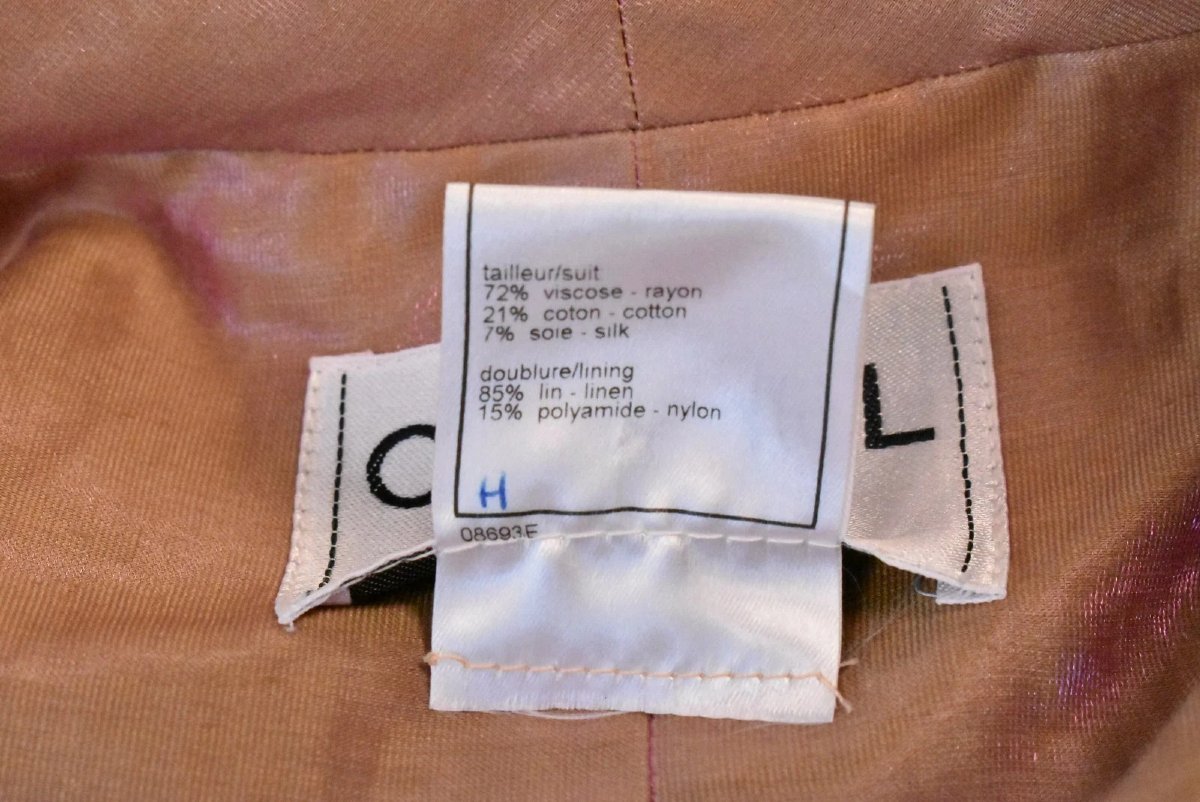 tailleur/suit
72% viscose - rayon
21% coton - cotton
7% soie - silk
doublure/lining
85% lin - linen
15% polyamide - nylon
H
08693E
C
L